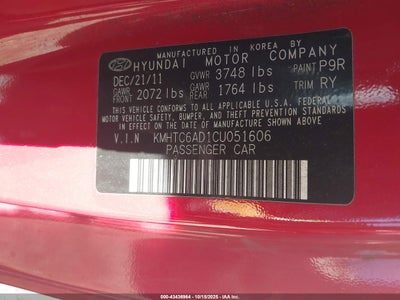 MANUFACTURED IN KOREA BY
HYUNDAI MOTOR COMPANY
DEC/21/11 GVWR 3748 lbs PAINT P9R
GAWR FRONT 2072 lbs GAWR REAR 1764 lbs TRIM RY
THIS VEHICLE CONFORMS TO ALL APPLICABLE U.S.A. FEDERAL
MOTOR VEHICLE SAFETY, BUMPER, AND THEFT PREVENTION
STANDARDS IN EFFECT ON THE DATE OF MANUFACTURE SHOWN ABOVE.
V.I.N KMHTC6AD1CU051606
PASSENGER CAR
000-43436984 | 10/15/2025 - copyright IAA, LLC